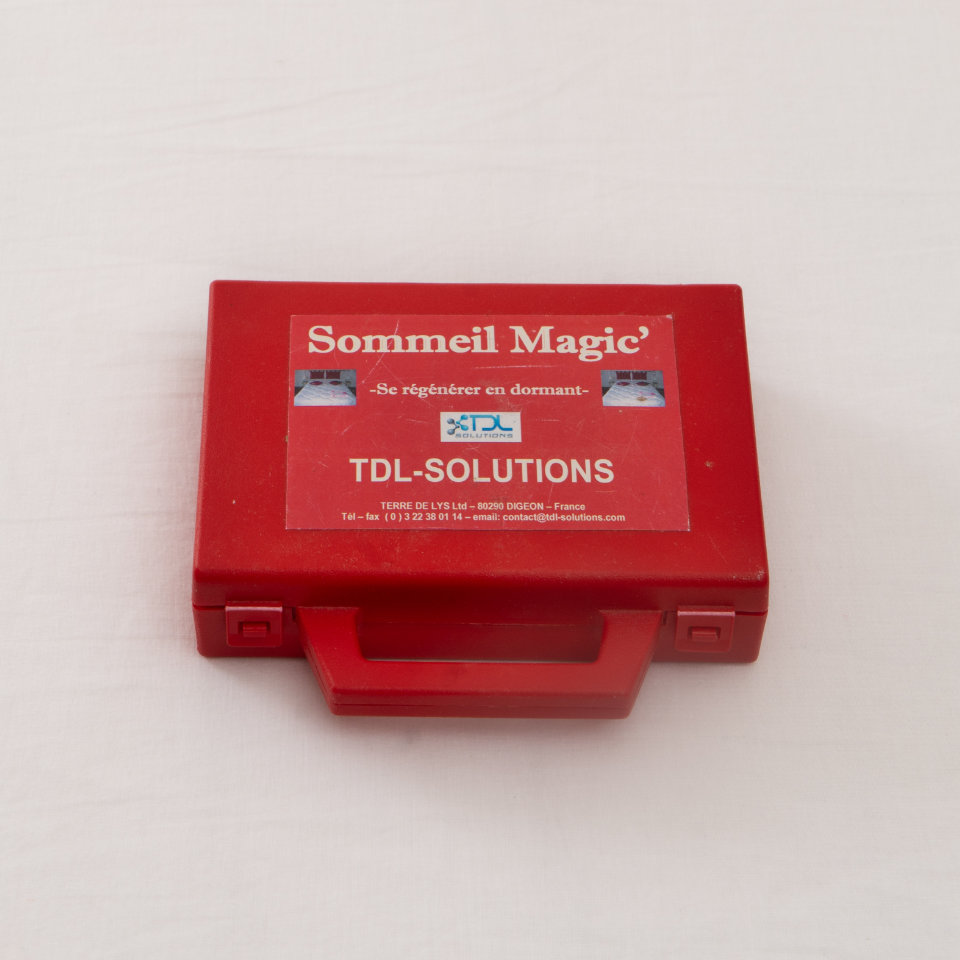 Sommeil Magic’
-Se régénérer en dormant-
TDL
SOLUTIONS
TDL-SOLUTIONS
TERRE DE LYS Ltd – 80290 DIGEON – France
Tél – fax ( 0 ) 3 22 38 01 14 – email: contact@tdl-solutions.com